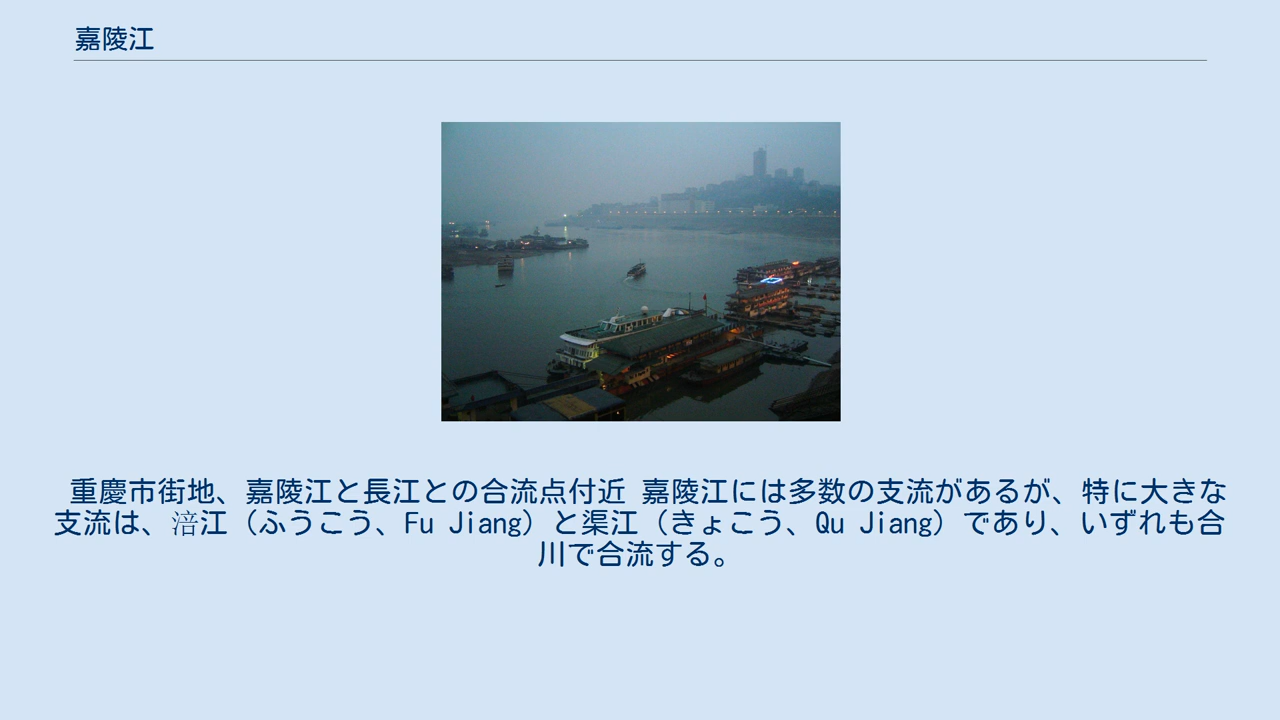 嘉陵江
重慶市街地、嘉陵江と長江との合流点付近 嘉陵江には多数の支流があるが、特に大きな
支流は、涪江（ふうこう、Fu Jiang）と渠江（きょこう、Qu Jiang）であり、いずれも合
川で合流する。